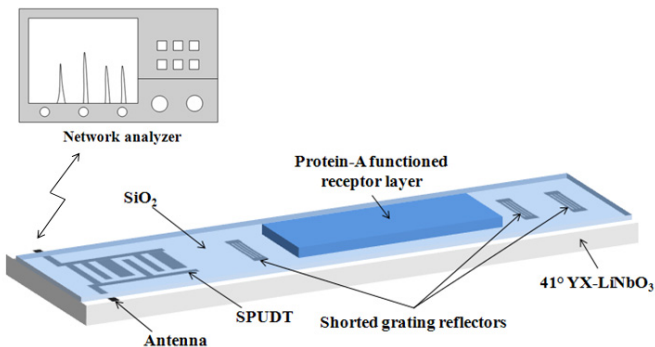 Network analyzer
Protein-A functioned
receptor layer
SiO₂
41° YX-LiNbO₃
SPUDT
Shorted grating reflectors
Antenna